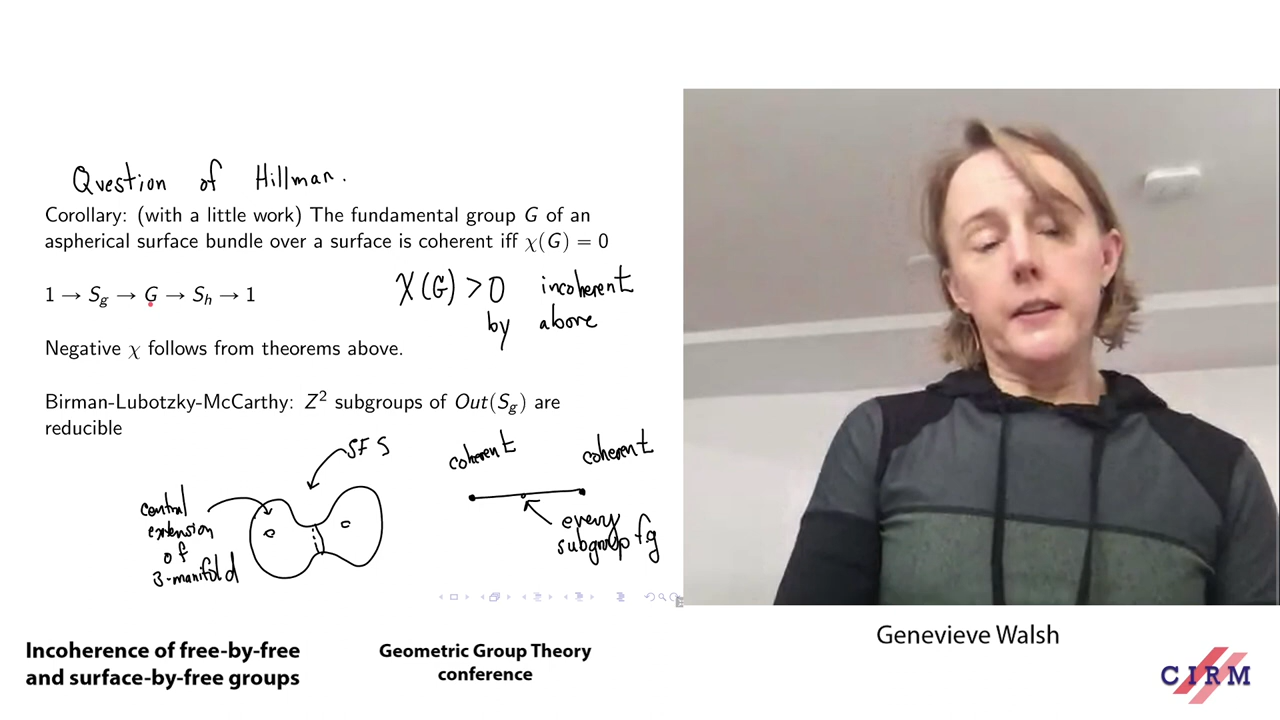 Question of Hillman.
Corollary: (with a little work) The fundamental group G of an
aspherical surface bundle over a surface is coherent iff χ(G) = 0
1 → S_g → G → S_h → 1
χ(G) > 0 incoherent
by above
Negative χ follows from theorems above.
Birman-Lubotzky-McCarthy: Z² subgroups of Out(S_g) are
reducible
SFS
central
extension
of
3-manifold
coherent
coherent
every
subgroup fg
Genevieve Walsh
Incoherence of free-by-free
and surface-by-free groups
Geometric Group Theory
conference
CIRM